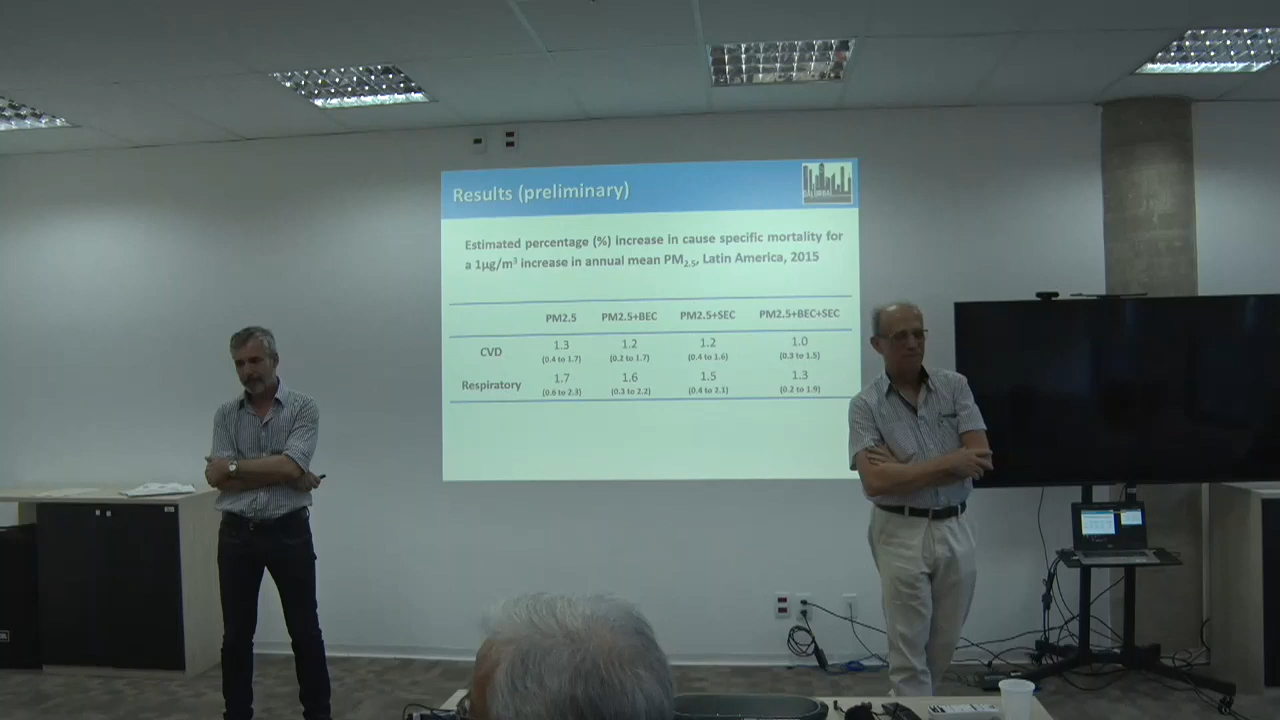 Results (preliminary)
Estimated percentage (%) increase in cause specific mortality for
a 1µg/m³ increase in annual mean PM2.5, Latin America, 2015
PM2.5 PM2.5+BEC PM2.5+SEC PM2.5+BEC+SEC
CVD 1.3 1.2 1.2 1.0
(0.4 to 1.7) (0.2 to 1.7) (0.4 to 1.6) (0.3 to 1.5)
Respiratory 1.7 1.6 1.5 1.3
(0.6 to 2.3) (0.3 to 2.2) (0.4 to 2.1) (0.2 to 1.9)